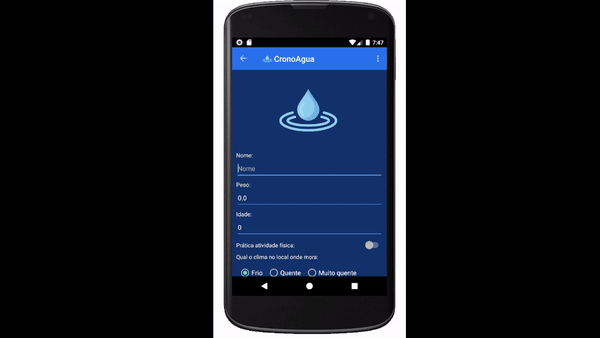 7:47
CronoAgua
Nome:
Nome
Peso:
0.0
Idade:
0
Prática atividade física:
Qual o clima no local onde mora:
Frio Quente Muito quente